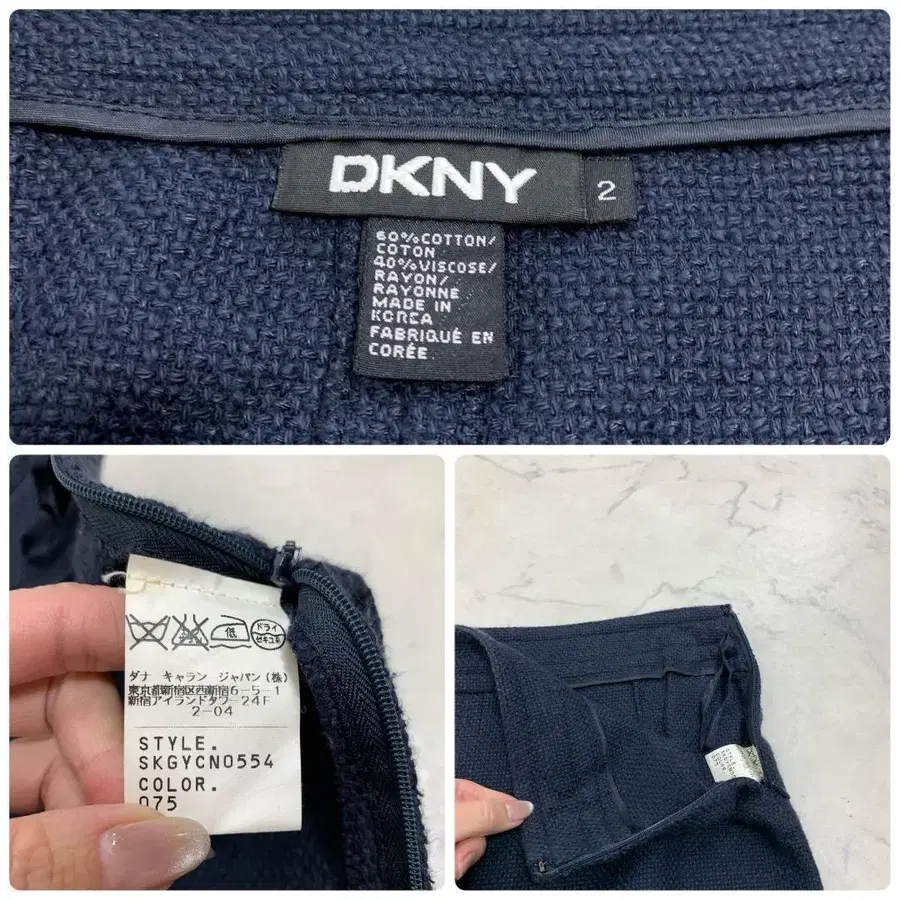 DKNY
2
60%COTTON/
COTON
40%VISCOSE/
RAYON/
RAYONNE
MADE IN
KOREA
FABRIQUÉ EN
CORÉE
低
ドライ
セキユ系
ダナ キャラン ジャパン(株)
東京都新宿区西新宿6-5-1
新宿アイランドタワー24F
2-04
STYLE.
SKGYCN0554
COLOR.
075